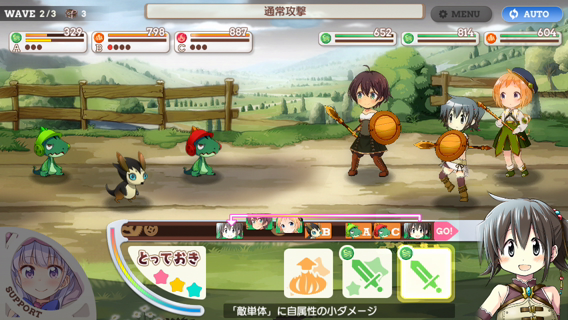 WAVE 2/3
3
通常攻撃
MENU
AUTO
329
798
887
652
814
604
A
B
C
B
A
C
GO!
とっておき
SUPPORT
「敵単体」に自属性の小ダメージ